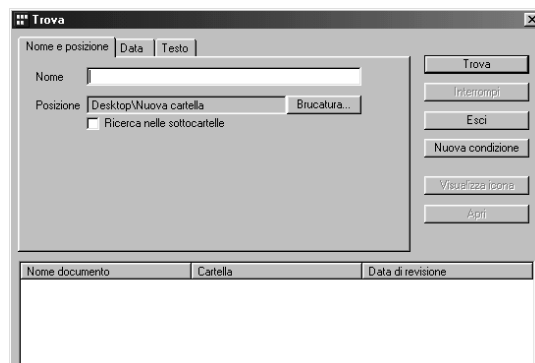 Trova
Nome e posizione Data Testo
Nome
Posizione Desktop\Nuova cartella Brucatura...
Ricerca nelle sottocartelle
Trova
Interrompi
Esci
Nuova condizione
Visualizza icona
Apri
Nome documento Cartella Data di revisione